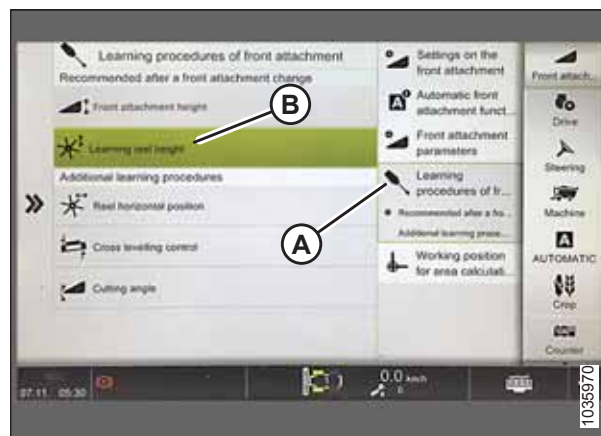 Learning procedures of front attachment
Recommended after a front attachment change
Front attachment height
Learning reel height
Additional learning procedures
Reel horizontal position
Cross levelling control
Cutting angle
B
A
Settings on the
front attachment
Automatic front
attachment funct...
Front attachment
parameters
Learning
procedures of fr...
Recommended after a fro...
Additional learning proce...
Working position
for area calculati...
Front attach...
Drive
Steering
Machine
A
AUTOMATIC
Crop
Counter
07.11 05:30
0.0 km/h
0
1035970